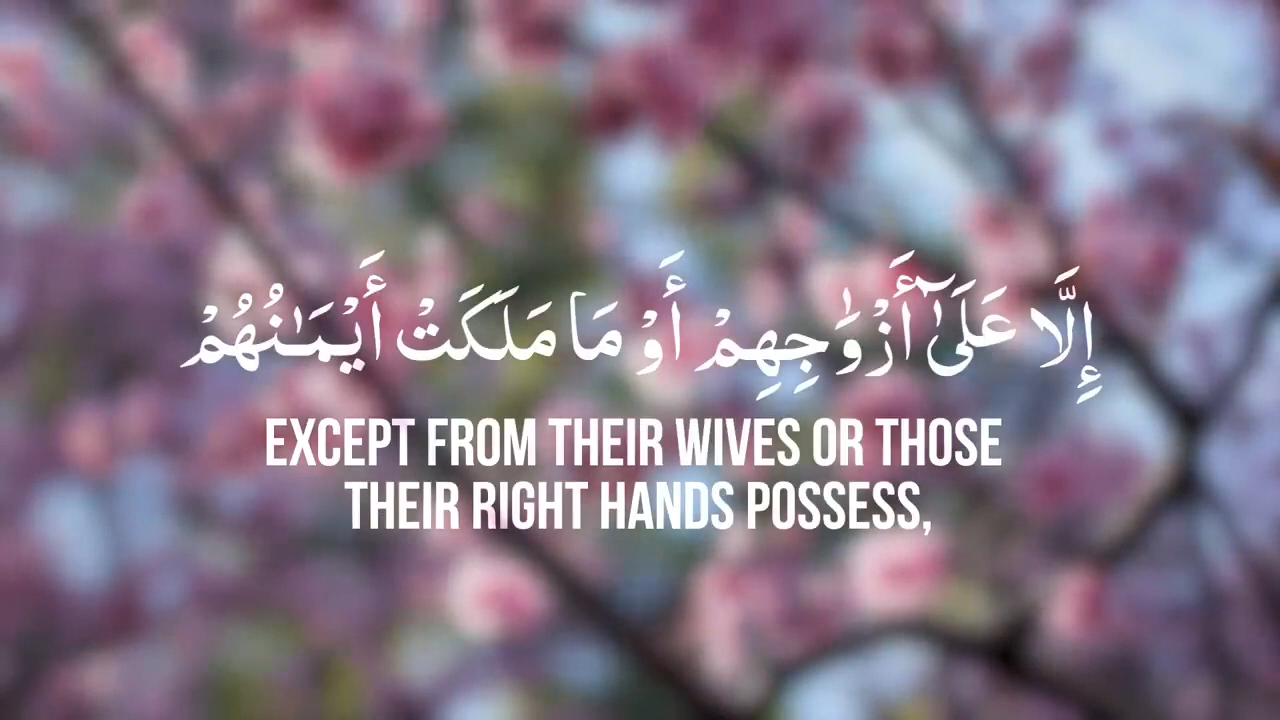 إِلَّا عَلَىٰٓ أَزْوَٰجِهِمْ أَوْ مَا مَلَكَتْ أَيْمَـٰنُهُمْ
EXCEPT FROM THEIR WIVES OR THOSE
THEIR RIGHT HANDS POSSESS,